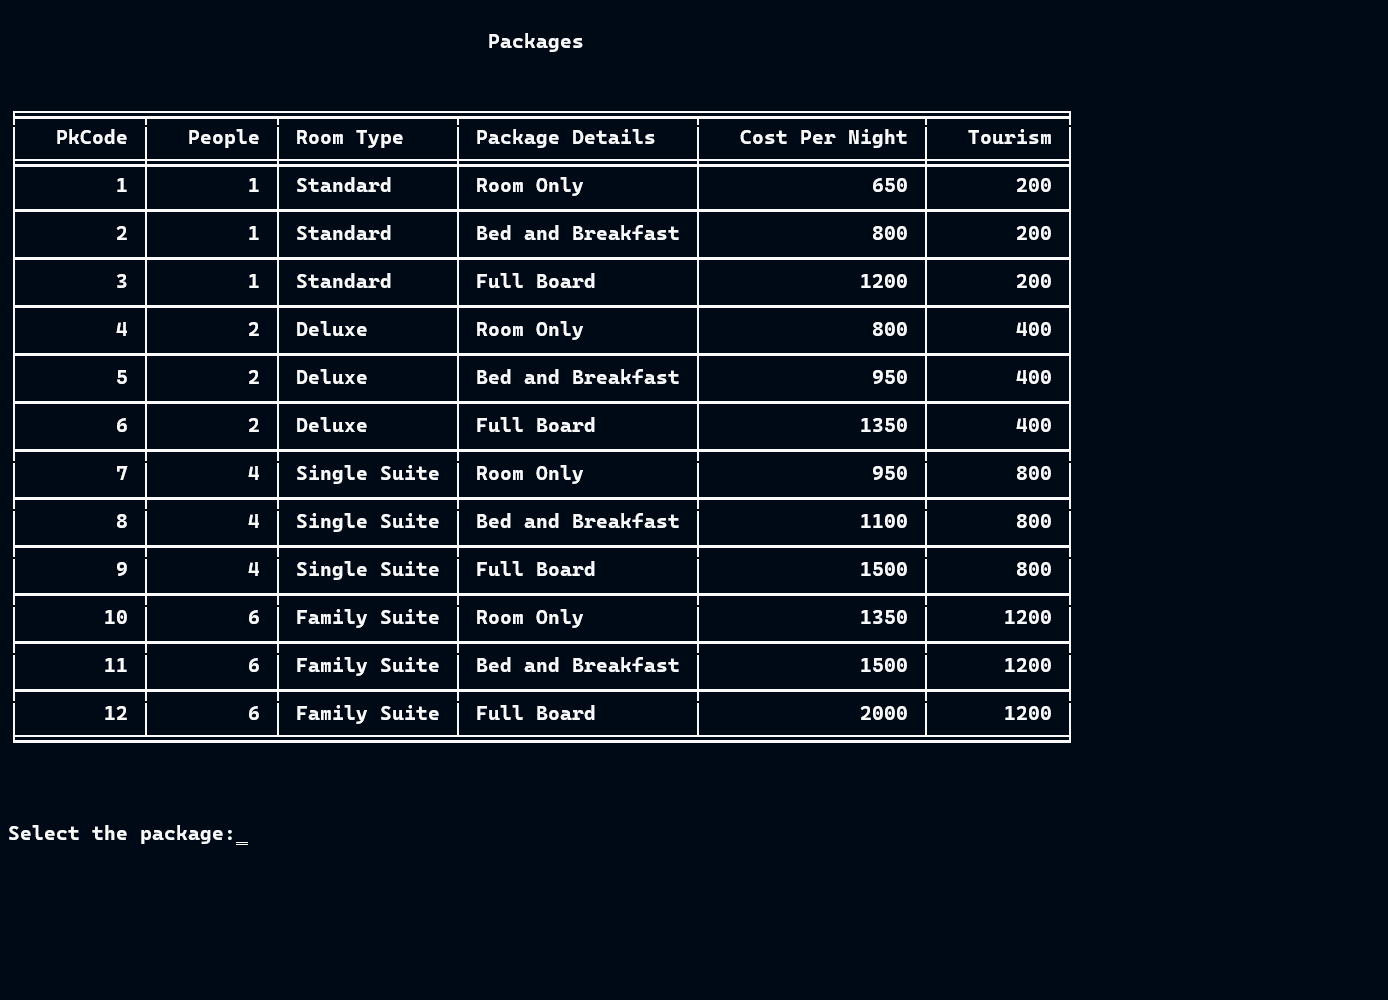 Packages
PkCode People Room Type Package Details Cost Per Night Tourism
1 1 Standard Room Only 650 200
2 1 Standard Bed and Breakfast 800 200
3 1 Standard Full Board 1200 200
4 2 Deluxe Room Only 800 400
5 2 Deluxe Bed and Breakfast 950 400
6 2 Deluxe Full Board 1350 400
7 4 Single Suite Room Only 950 800
8 4 Single Suite Bed and Breakfast 1100 800
9 4 Single Suite Full Board 1500 800
10 6 Family Suite Room Only 1350 1200
11 6 Family Suite Bed and Breakfast 1500 1200
12 6 Family Suite Full Board 2000 1200
Select the package:_